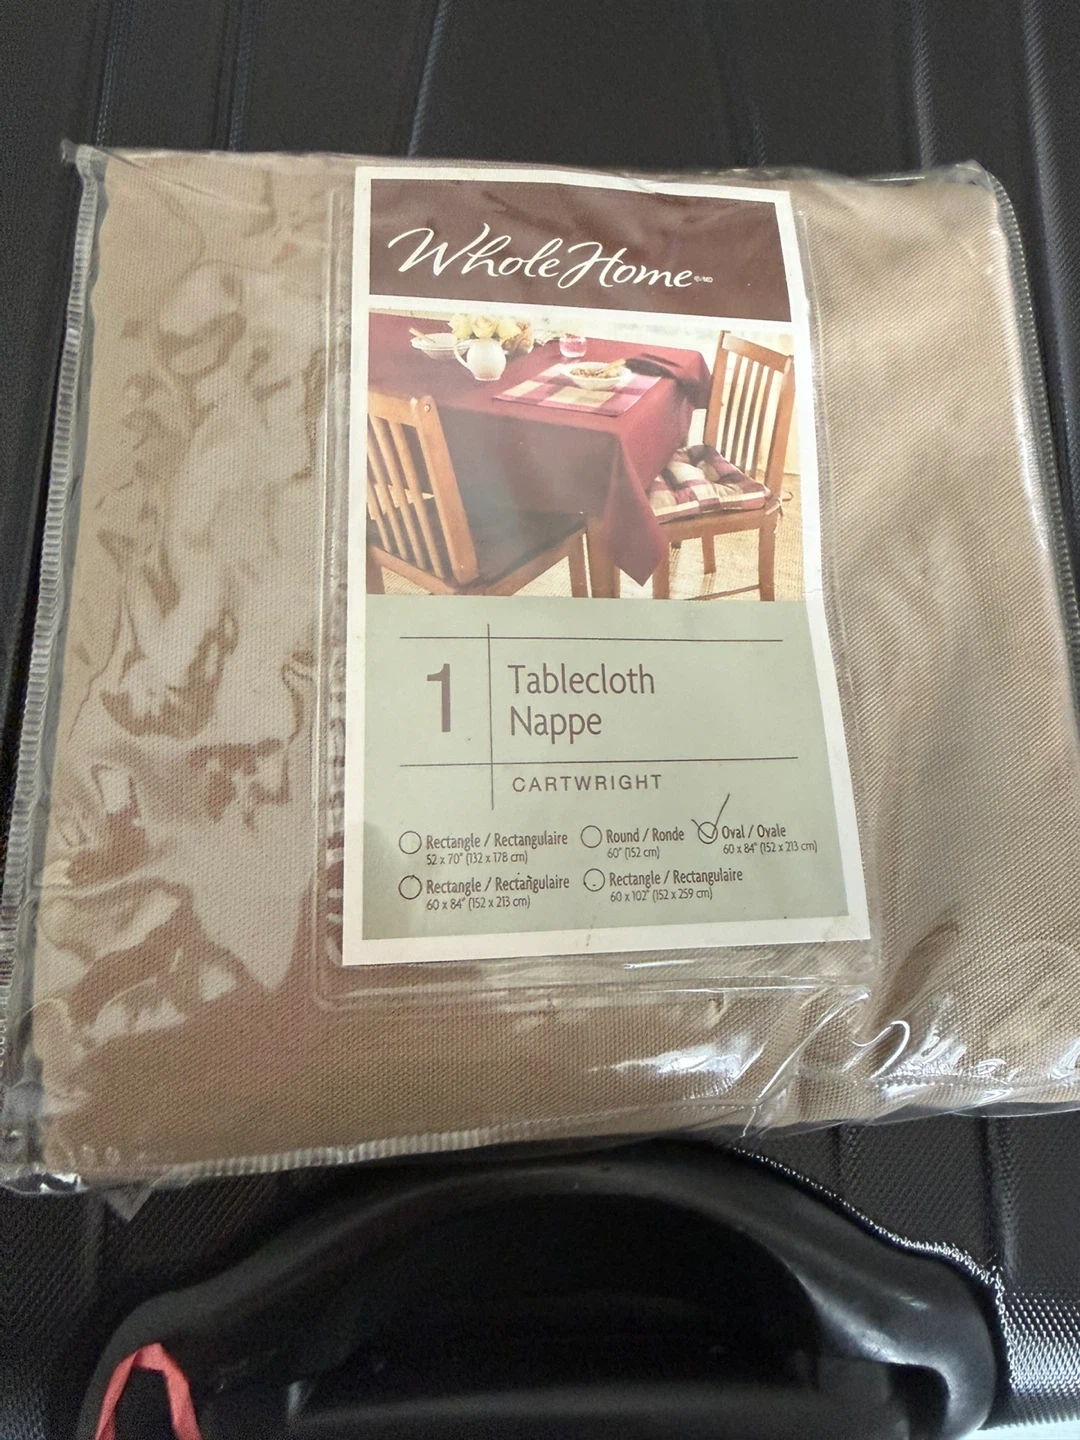 Whole Home ®/MD
1 Tablecloth
Nappe
CARTWRIGHT
Rectangle / Rectangulaire
52 x 70" (132 x 178 cm)
Round / Ronde
60" (152 cm)
Oval / Ovale
60 x 84" (152 x 213 cm)
Rectangle / Rectangulaire
60 x 84" (152 x 213 cm)
Rectangle / Rectangulaire
60 x 102" (152 x 259 cm)